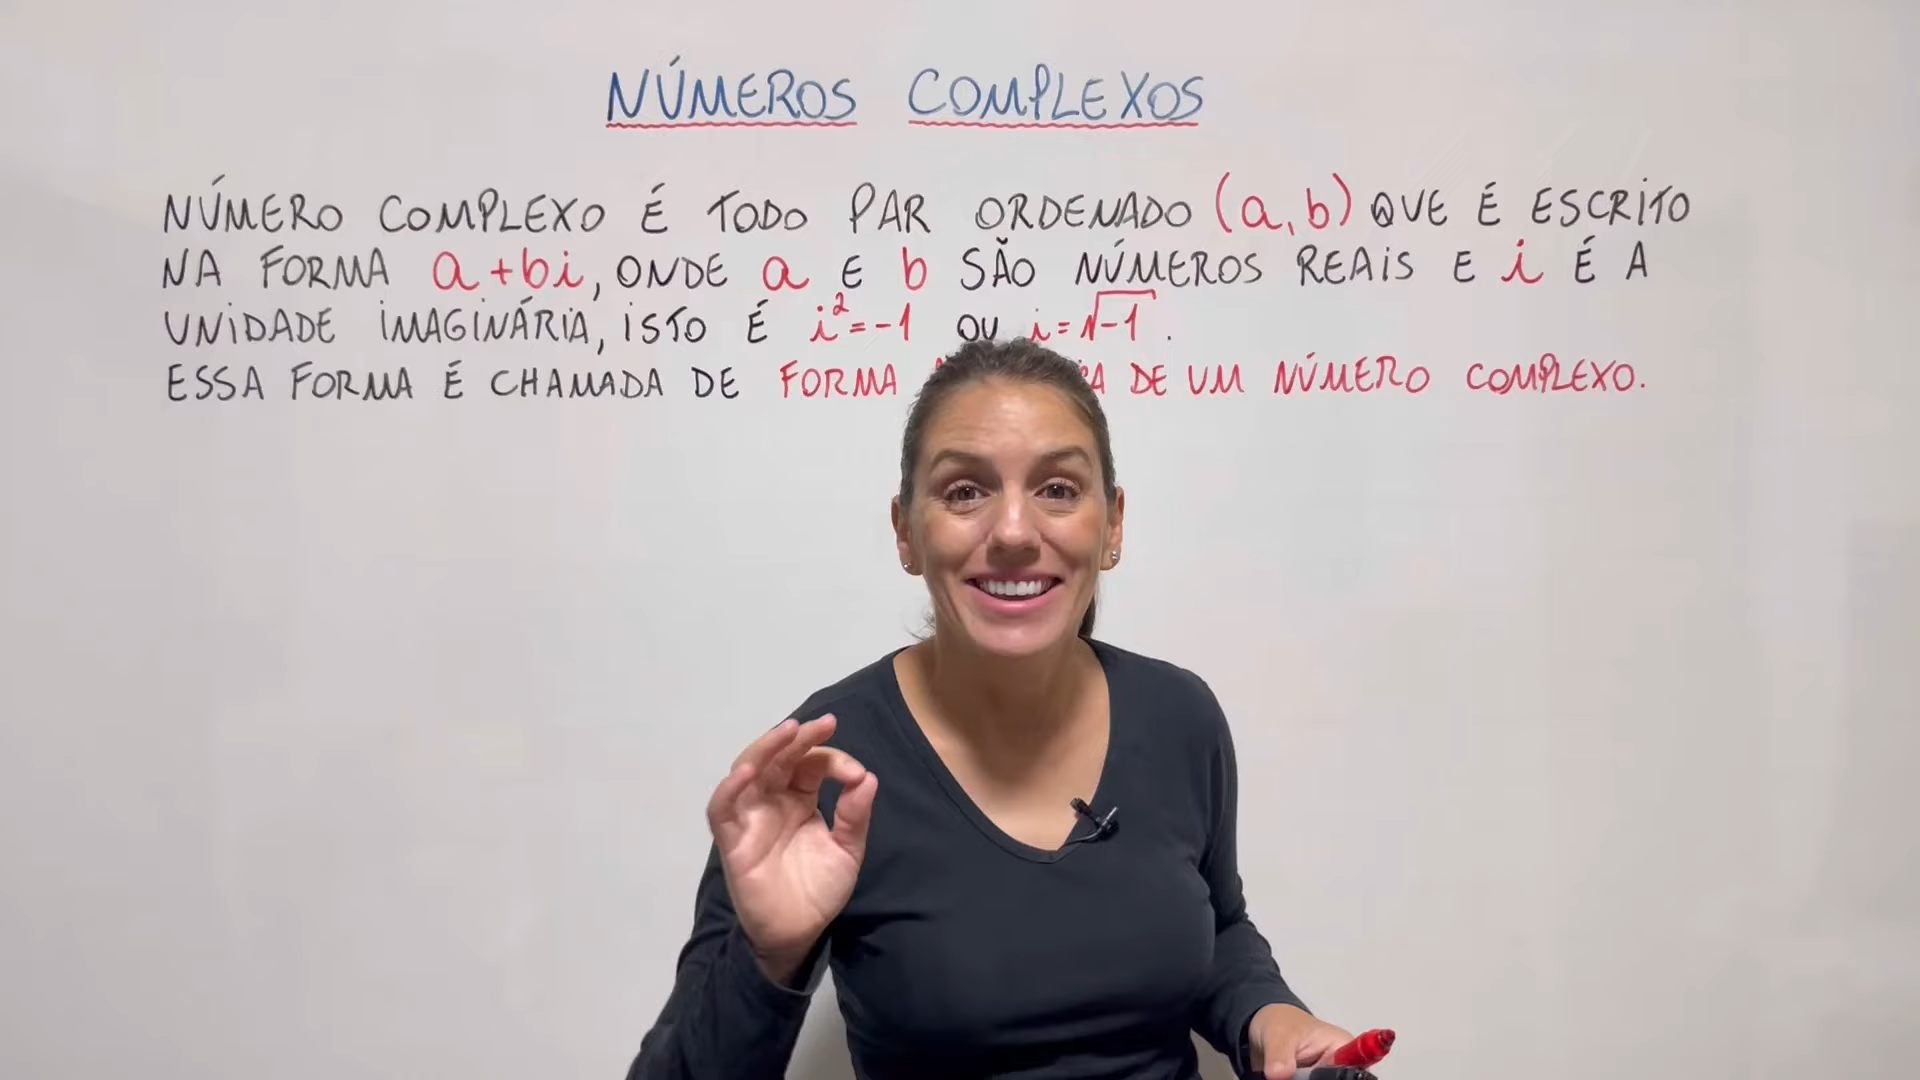 NÚMEROS COMPLEXOS
NÚMERO COMPLEXO É TODO PAR ORDENADO (a, b) QUE É ESCRITO
NA FORMA a + bi, ONDE a E b SÃO NÚMEROS REAIS E i É A
UNIDADE IMAGINÁRIA, ISTO É i² = -1 OU i = √-1.
ESSA FORMA É CHAMADA DE FORMA DE UM NÚMERO COMPLEXO.